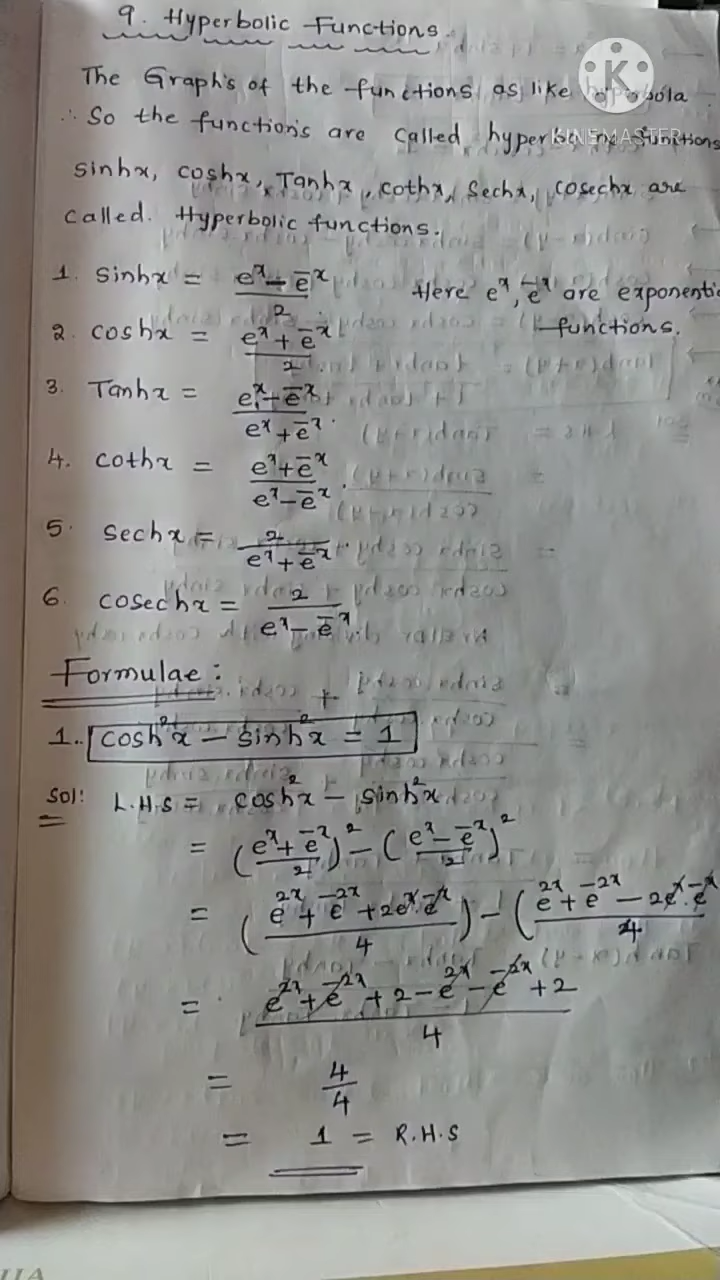 9. Hyperbolic Functions.
The Graph's of the functions as like
∴ So the function's are called functions
sinhx, coshx, Tanhx, cothx, Sechx, cosechx are
called. Hyperbolic functions.
1. sinhx = (e^x - e^-x)/2 Here e^x, e^-x are
2. coshx = (e^x + e^-x)/2 functions.
3. Tanhx = (e^x - e^-x)/(e^x + e^-x).
4. cothx = (e^x + e^-x)/(e^x - e^-x).
5. sechx = 2/(e^x + e^-x).
6. cosechx = 2/(e^x - e^-x)
Formulae:
1. cosh²x - sinh²x = 1
Sol: L.H.S = cosh²x - sinh²x
= ((e^x + e^-x)/2)² - ((e^x - e^-x)/2)²
= ((e^2x + e^-2x + 2e^x.e^-x)/4) - ((e^2x + e^-2x - 2e^x.e^-x)/4
= (e^2x + e^-2x + 2 - e^2x - e^-2x + 2)/4
= 4/4
= 1 = R.H.S
K
KINEMASTER